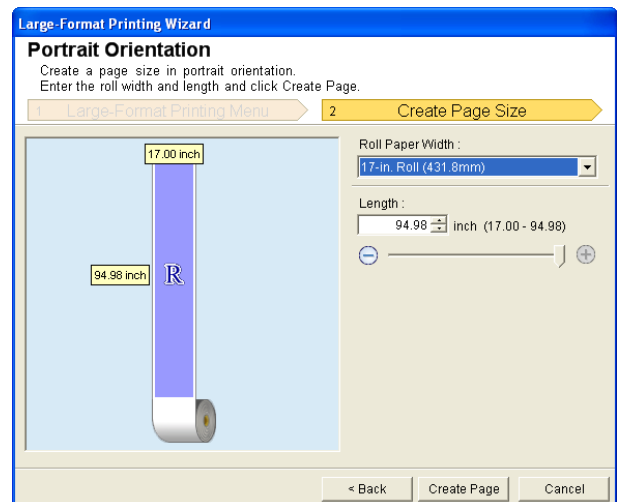 Large-Format Printing Wizard
Portrait Orientation
Create a page size in portrait orientation.
Enter the roll width and length and click Create Page.
1 Large-Format Printing Menu
2 Create Page Size
17.00 inch
94.98 inch
R
Roll Paper Width :
17-in. Roll (431.8mm)
Length :
94.98 inch (17.00 - 94.98)
< Back Create Page Cancel